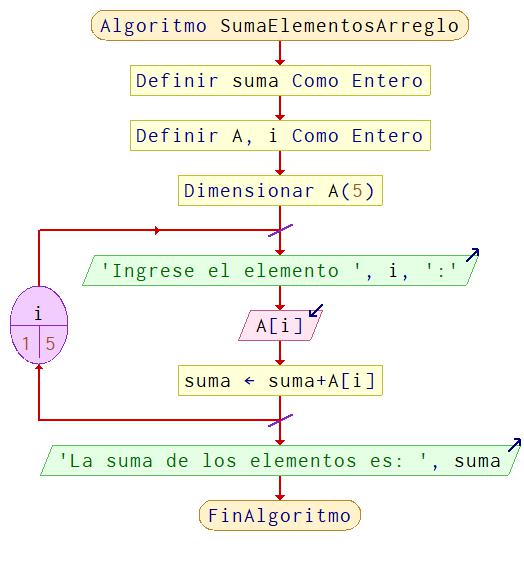 Algoritmo SumaElementosArreglo
Definir suma Como Entero
Definir A, i Como Entero
Dimensionar A(5)
'Ingrese el elemento ', i, ':'
i
1 5
A[i]
suma ← suma+A[i]
'La suma de los elementos es: ', suma
FinAlgoritmo